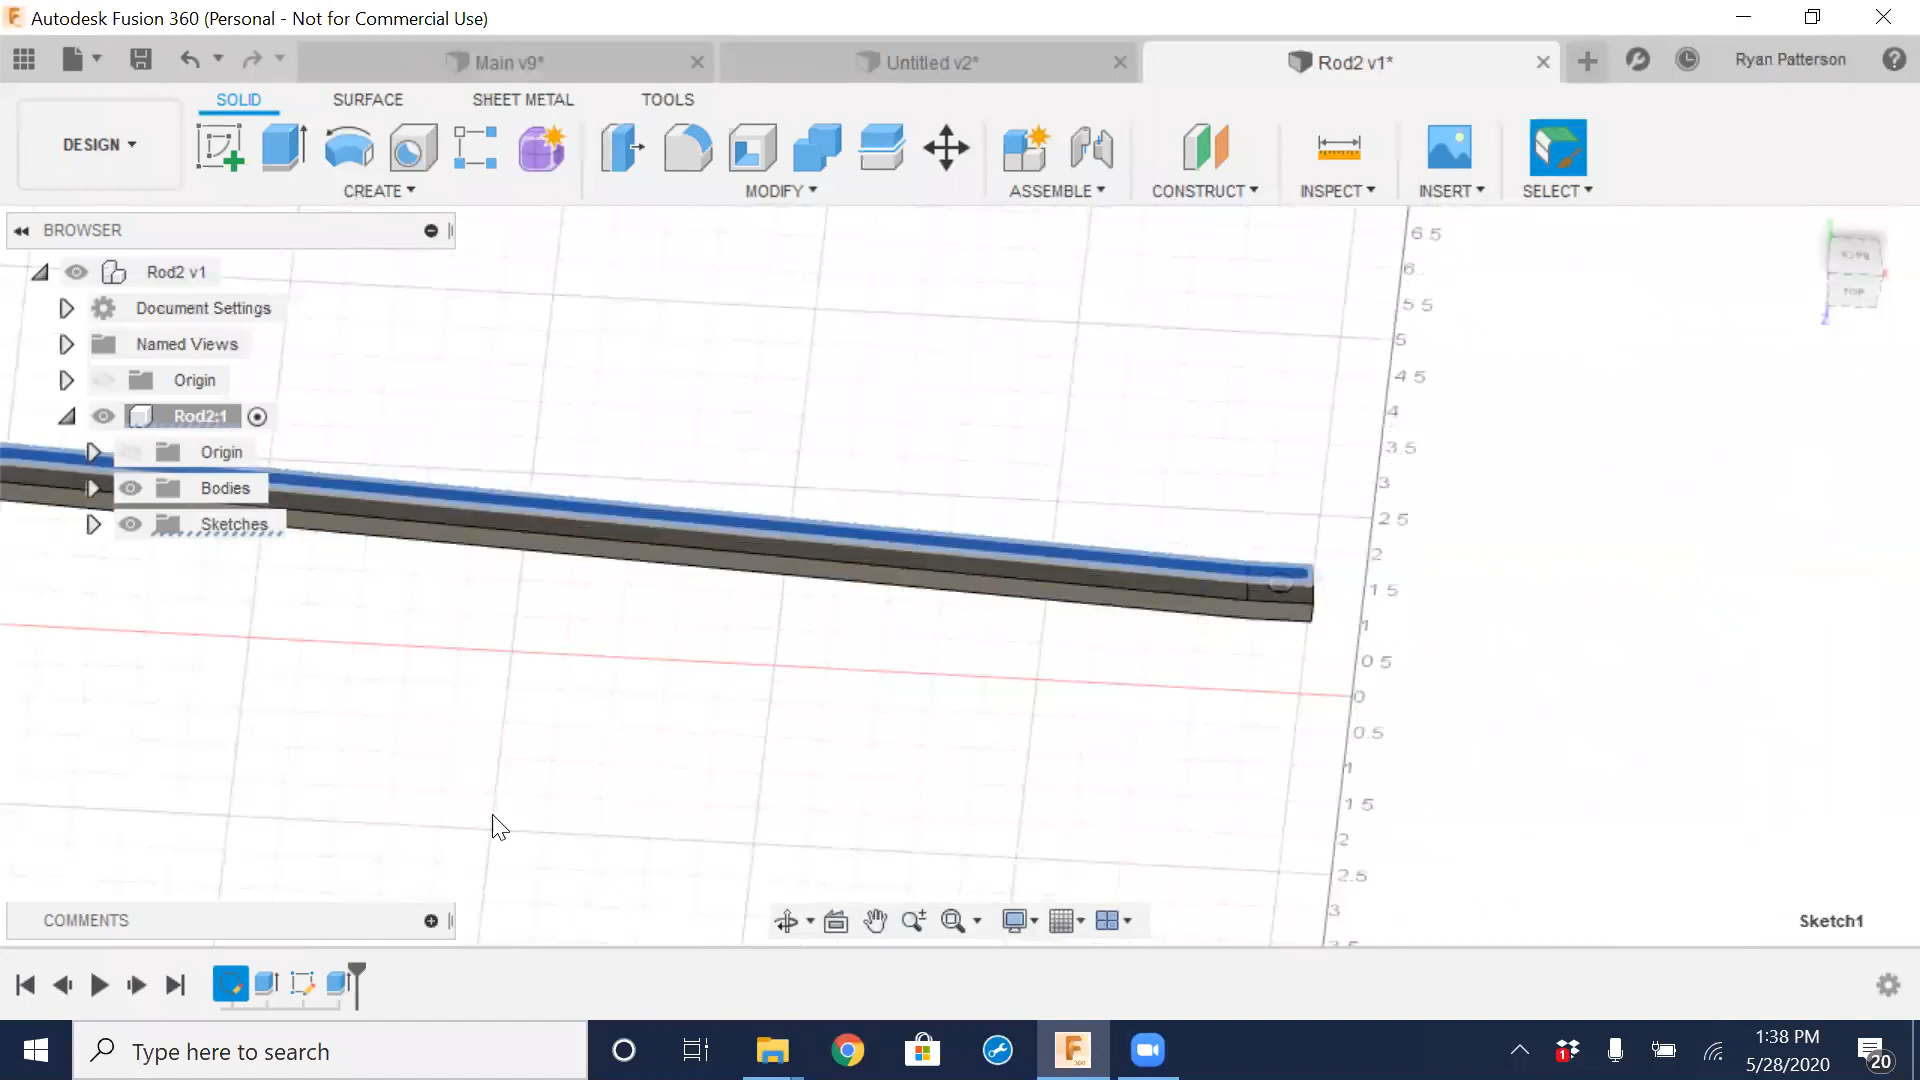 Autodesk Fusion 360 (Personal - Not for Commercial Use)
Main v9*
Untitled v2*
Rod2 v1*
Ryan Patterson
SOLID
SURFACE
SHEET METAL
TOOLS
DESIGN
CREATE
MODIFY
ASSEMBLE
CONSTRUCT
INSPECT
INSERT
SELECT
BROWSER
Rod2 v1
Document Settings
Named Views
Origin
Rod2:1
Origin
Bodies
Sketches
6 5
6
5 5
5
4 5
4
3.5
3
2 5
2
1 5
1
0 5
0
0.5
1
1 5
2
2.5
3
BACK
TOP
Z
COMMENTS
Sketch1
Type here to search
F
360
1
1:38 PM
5/28/2020
20